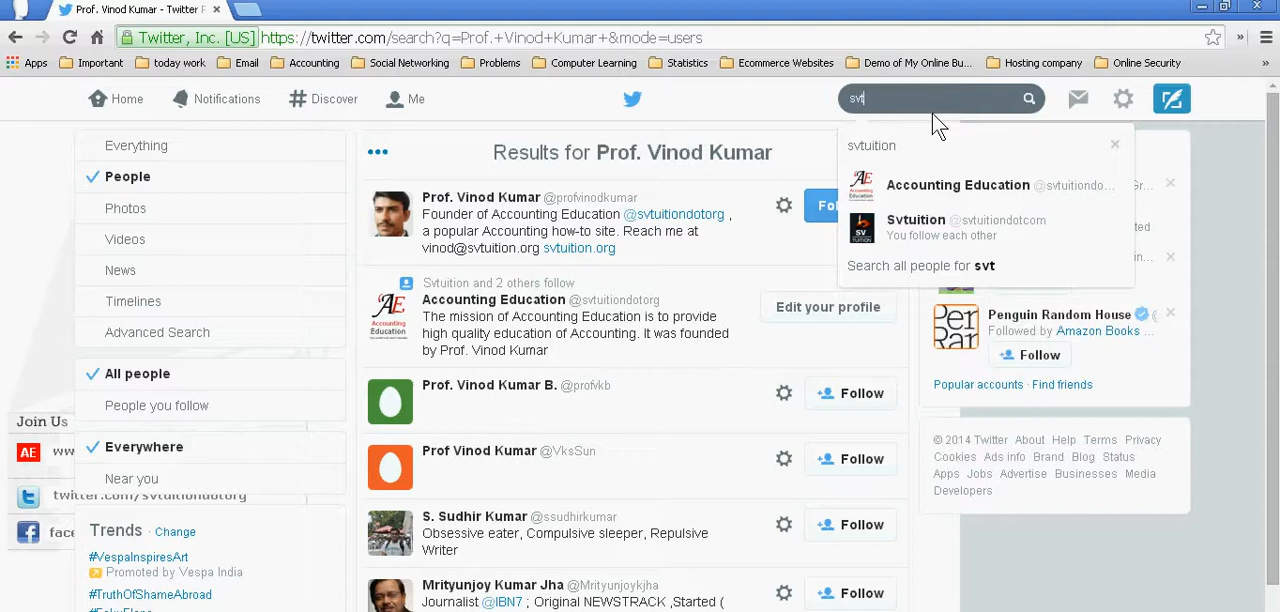 Prof. Vinod Kumar - Twitter
Twitter, Inc. [US] https://twitter.com/search?q=Prof.+Vinod+Kumar+&mode=users
Apps Important today work Email Accounting Social Networking Problems Computer Learning Statistics Ecommerce Websites Demo of My Online Bu... Hosting company Online Security »
Home Notifications Discover Me svt
Everything
People
Photos
Videos
News
Timelines
Advanced Search
All people
People you follow
Everywhere
Near you
Join Us
AE ww
twitter.com/svtuitiondotorg
face
Trends · Change
#VespaInspiresArt
Promoted by Vespa India
#TruthOfShameAbroad
Results for Prof. Vinod Kumar
Prof. Vinod Kumar @profvinodkumar
Founder of Accounting Education @svtuitiondotorg ,
a popular Accounting how-to site. Reach me at
vinod@svtuition.org svtuition.org
Fol
Svtuition and 2 others follow
Accounting Education @svtuitiondotorg
The mission of Accounting Education is to provide
high quality education of Accounting. It was founded
by Prof. Vinod Kumar
AE
Accounting
Education
Edit your profile
Prof. Vinod Kumar B. @profvkb
Follow
Prof Vinod Kumar @VksSun
Follow
S. Sudhir Kumar @ssudhirkumar
Obsessive eater, Compulsive sleeper, Repulsive
Writer
Follow
Mrityunjoy Kumar Jha @Mrityunjoykjha
Journalist @IBN7 ; Original NEWSTRACK ,Started (
Follow
svtuition
Accounting Education @svtuitiondo...
Svtuition @svtuitiondotcom
You follow each other
Search all people for svt
Gr...
ted
in...
Penguin Random House
Followed by Amazon Books ...
Follow
Popular accounts · Find friends
© 2014 Twitter About Help Terms Privacy
Cookies Ads info Brand Blog Status
Apps Jobs Advertise Businesses Media
Developers